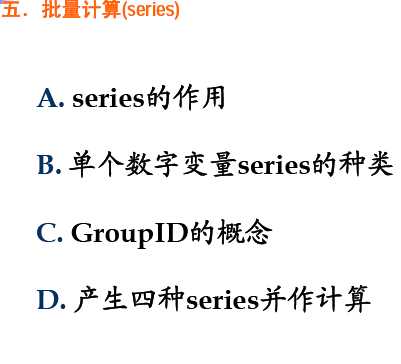 五．批量计算(series)
A. series的作用
B. 单个数字变量series的种类
C. GroupID的概念
D. 产生四种series并作计算